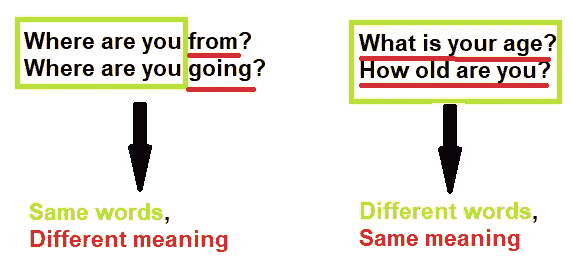 Where are you from?
Where are you going?
Same words,
Different meaning
What is your age?
How old are you?
Different words,
Same meaning